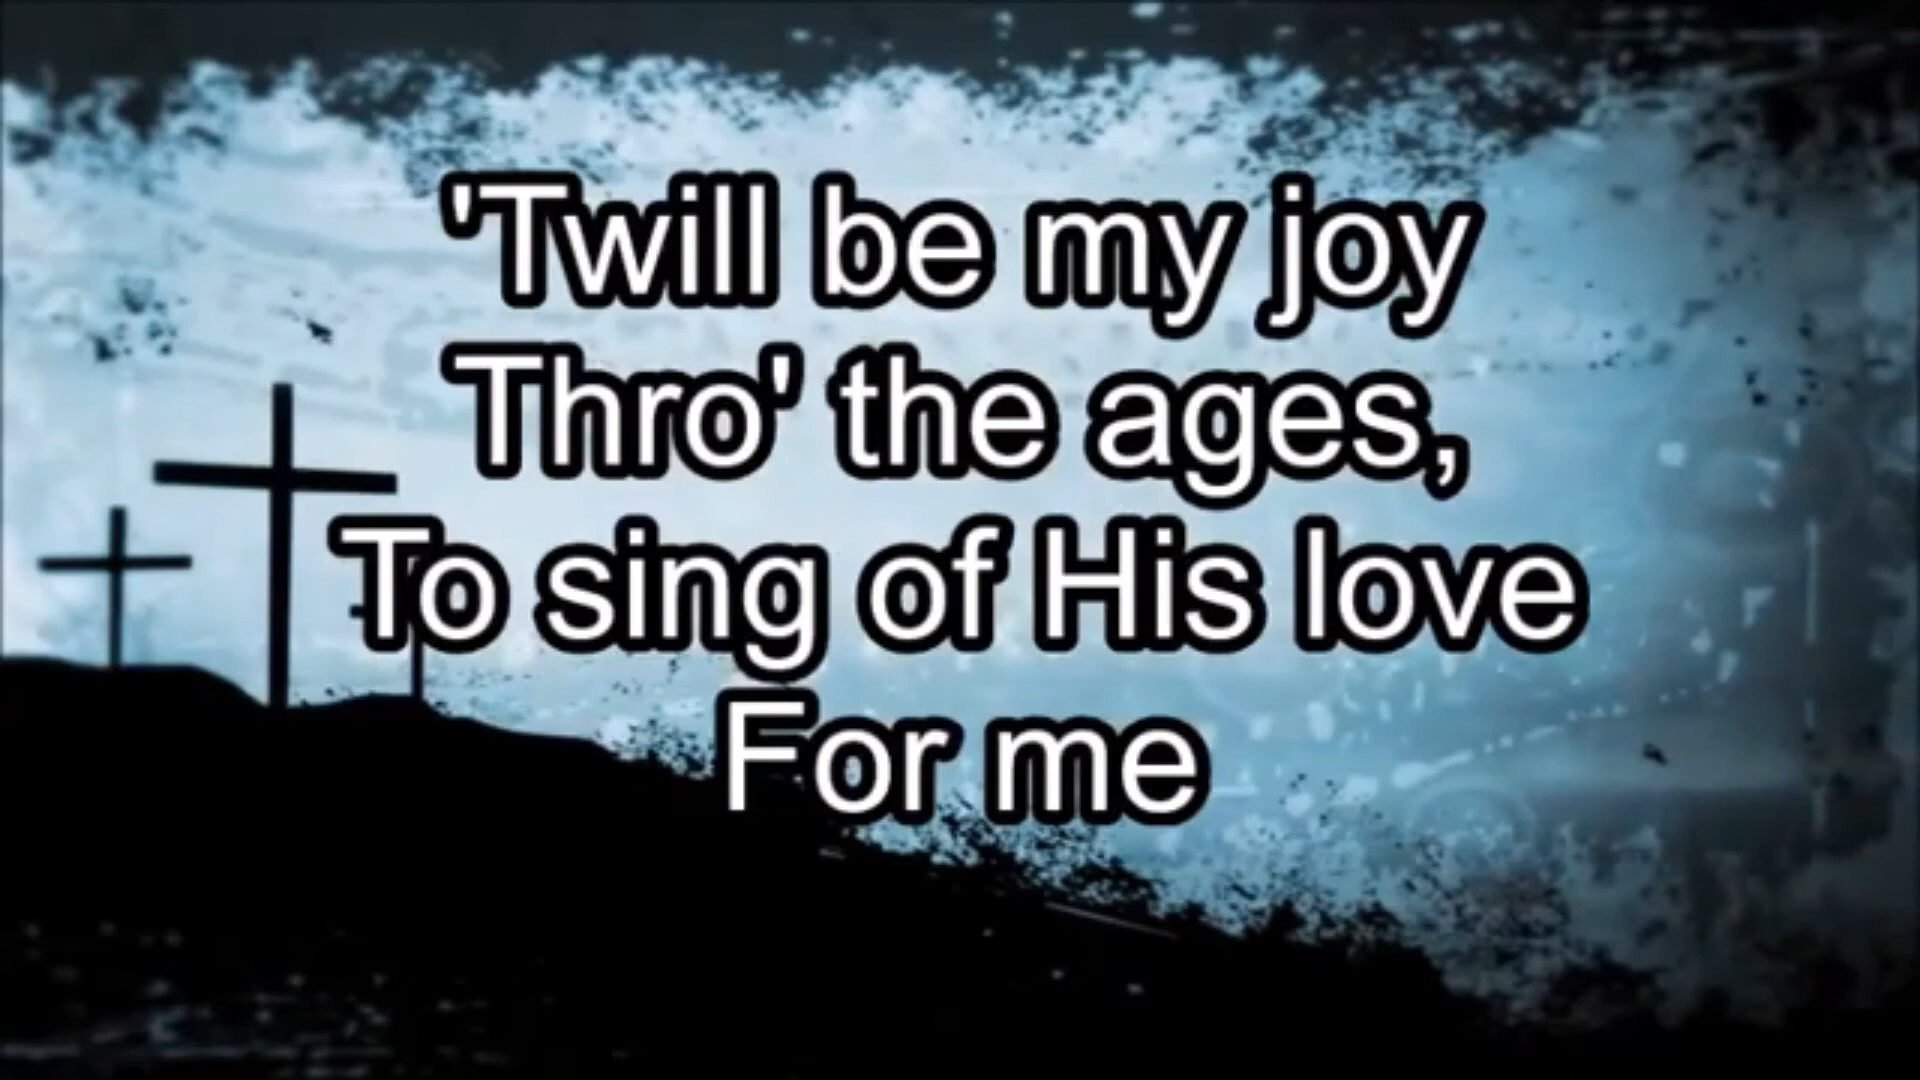 'Twill be my joy
Thro' the ages,
To sing of His love
For me